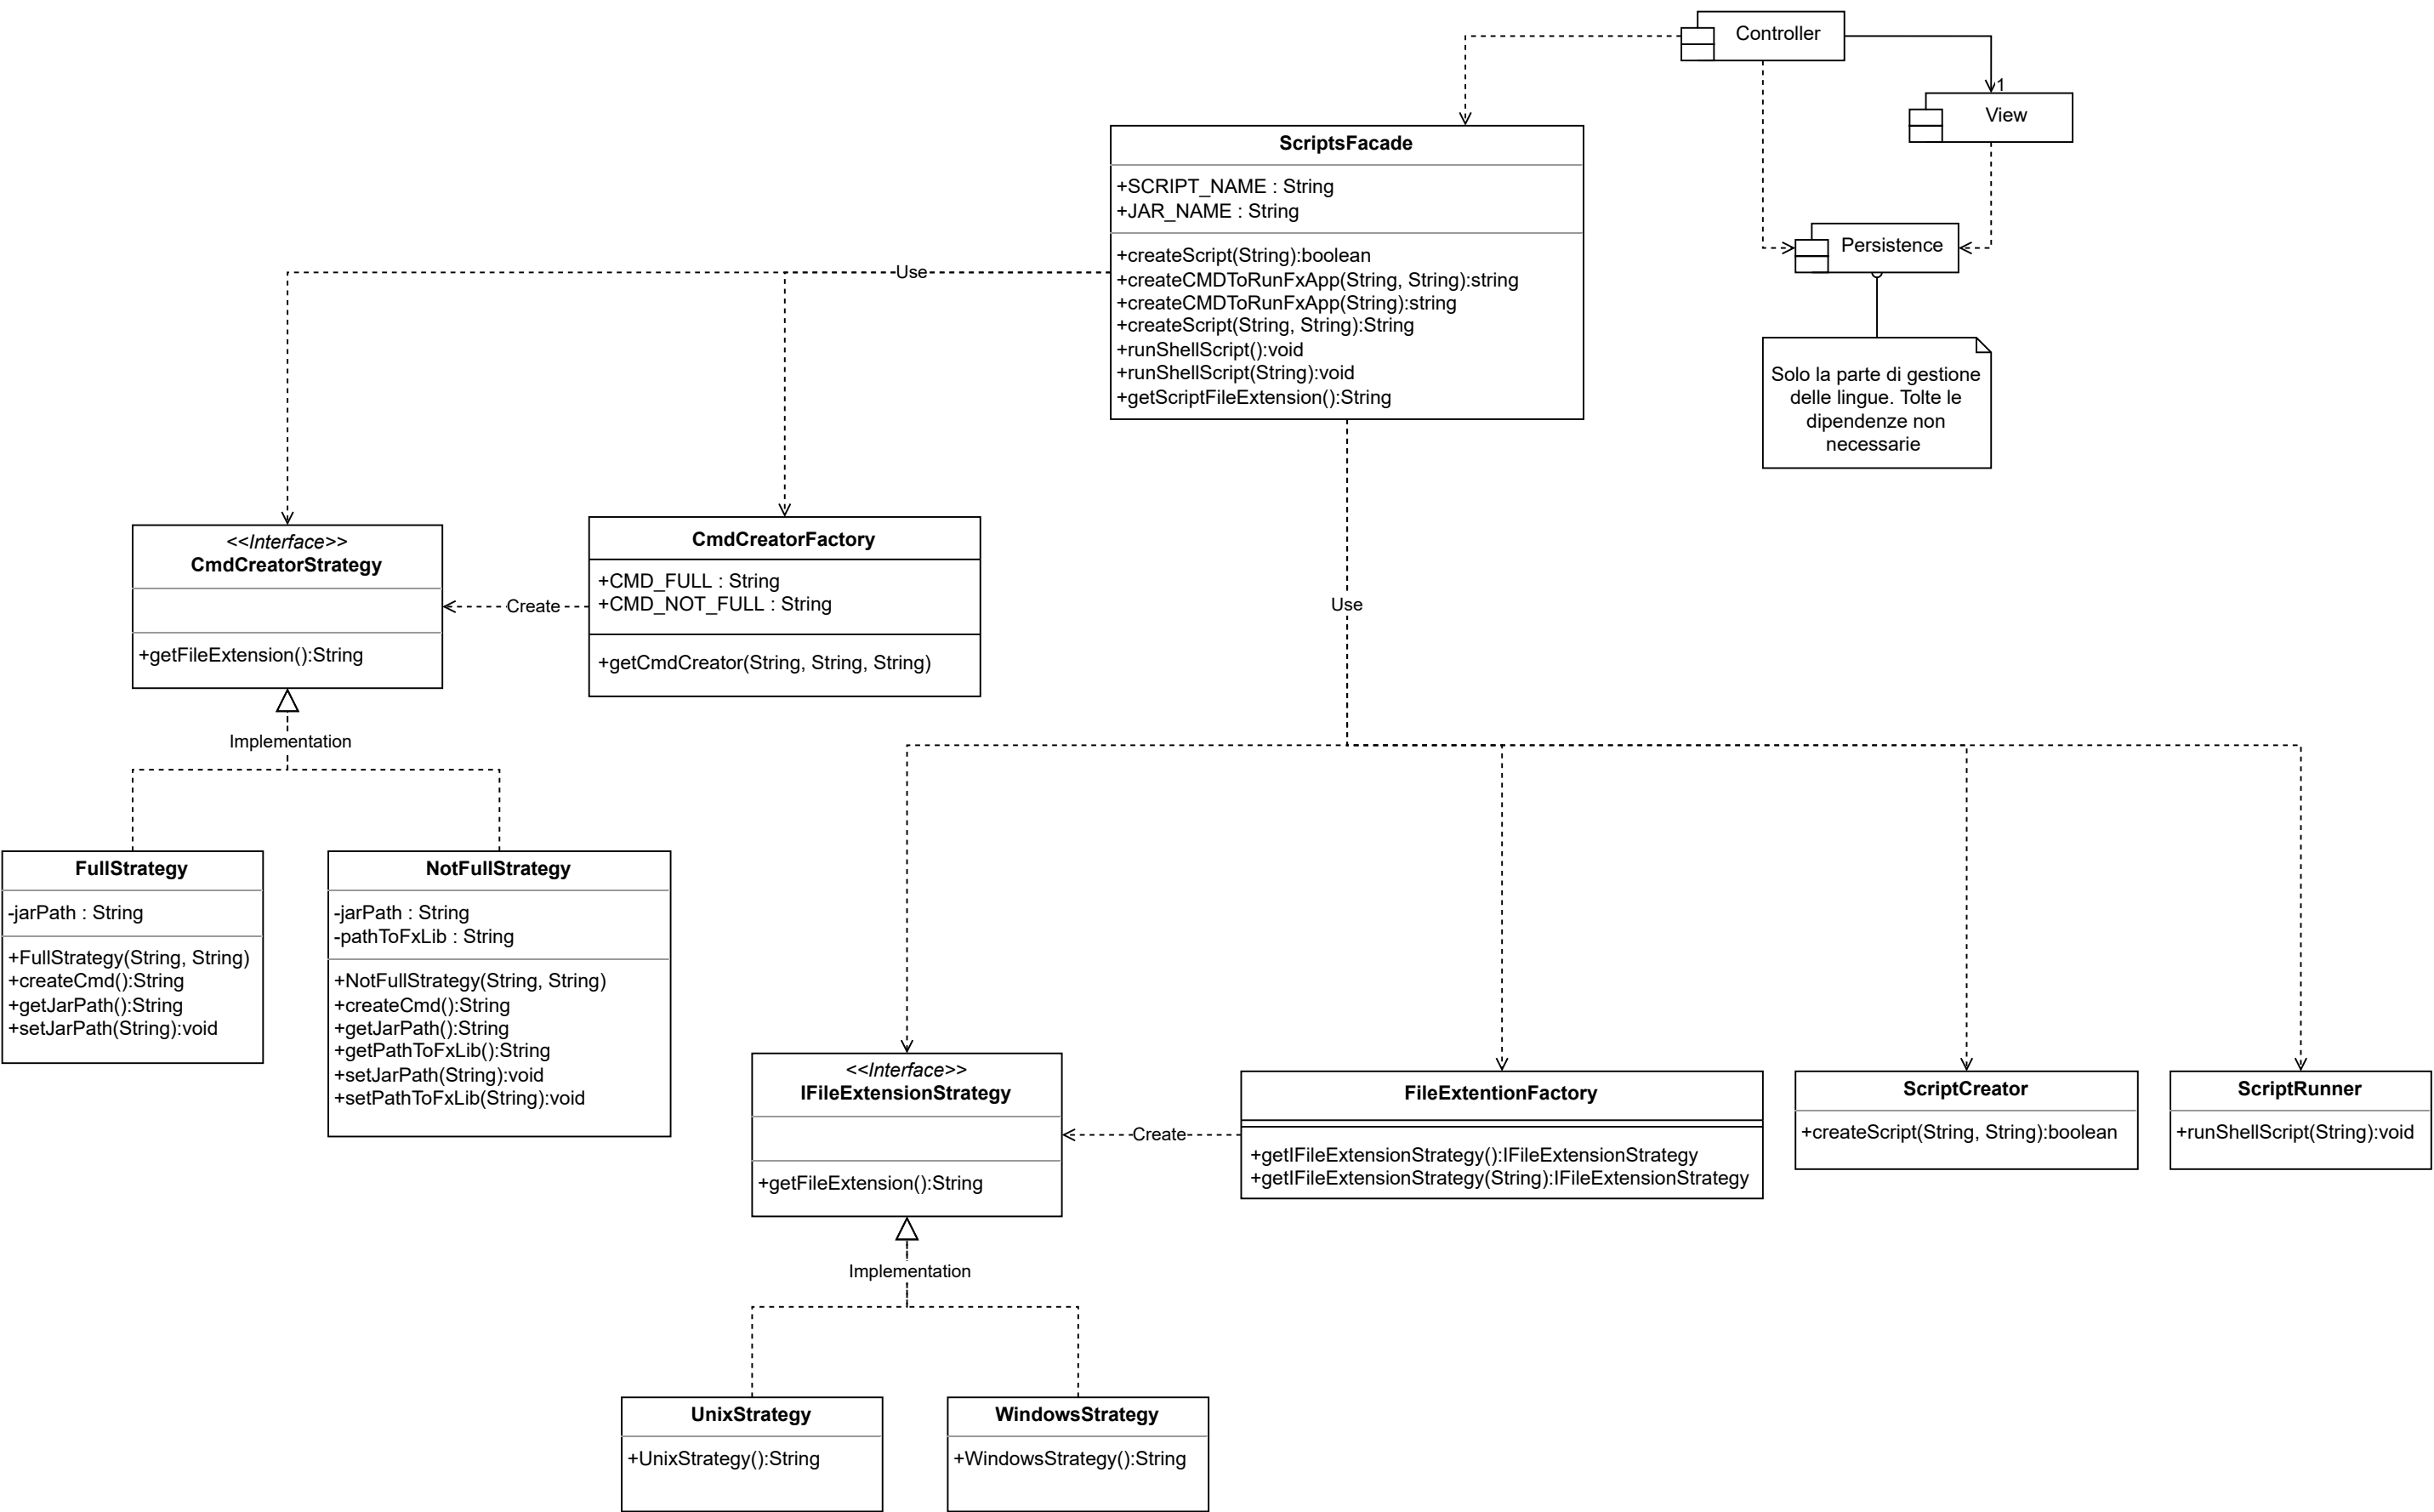 Controller
1
View
ScriptsFacade
+SCRIPT_NAME : String
+JAR_NAME : String
+createScript(String):boolean
+createCMDToRunFxApp(String, String):string
+createCMDToRunFxApp(String):string
+createScript(String, String):String
+runShellScript():void
+runShellScript(String):void
+getScriptFileExtension():String
Persistence
Solo la parte di gestione
delle lingue. Tolte le
dipendenze non
necessarie
Use
<<Interface>>
CmdCreatorStrategy
+getFileExtension():String
Create
CmdCreatorFactory
+CMD_FULL : String
+CMD_NOT_FULL : String
+getCmdCreator(String, String, String)
Use
Implementation
FullStrategy
-jarPath : String
+FullStrategy(String, String)
+createCmd():String
+getJarPath():String
+setJarPath(String):void
NotFullStrategy
-jarPath : String
-pathToFxLib : String
+NotFullStrategy(String, String)
+createCmd():String
+getJarPath():String
+getPathToFxLib():String
+setJarPath(String):void
+setPathToFxLib(String):void
<<Interface>>
IFileExtensionStrategy
+getFileExtension():String
Create
FileExtentionFactory
+getIFileExtensionStrategy():IFileExtensionStrategy
+getIFileExtensionStrategy(String):IFileExtensionStrategy
ScriptCreator
+createScript(String, String):boolean
ScriptRunner
+runShellScript(String):void
Implementation
UnixStrategy
+UnixStrategy():String
WindowsStrategy
+WindowsStrategy():String